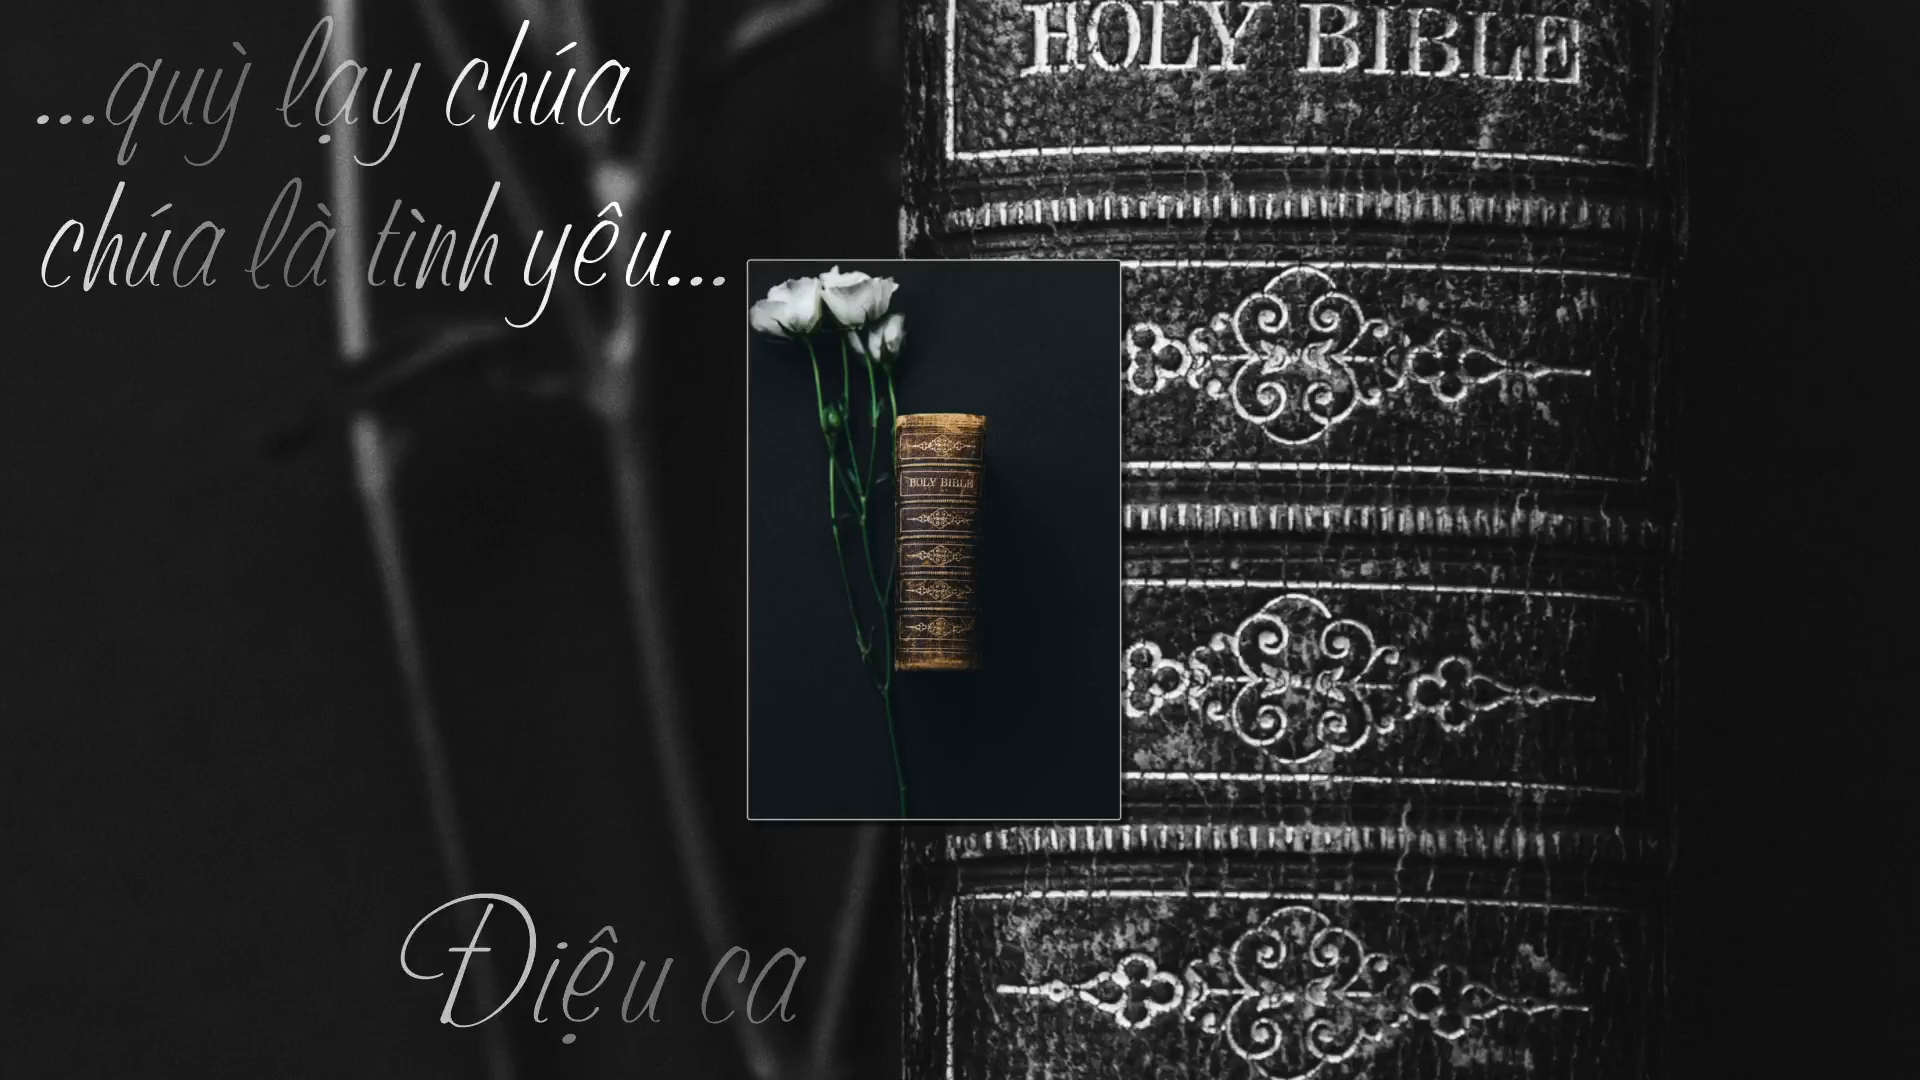 ...quỳ lạy chúa
chúa là tình yêu...
HOLY BIBLE
HOLY BIBLE
Điệu ca